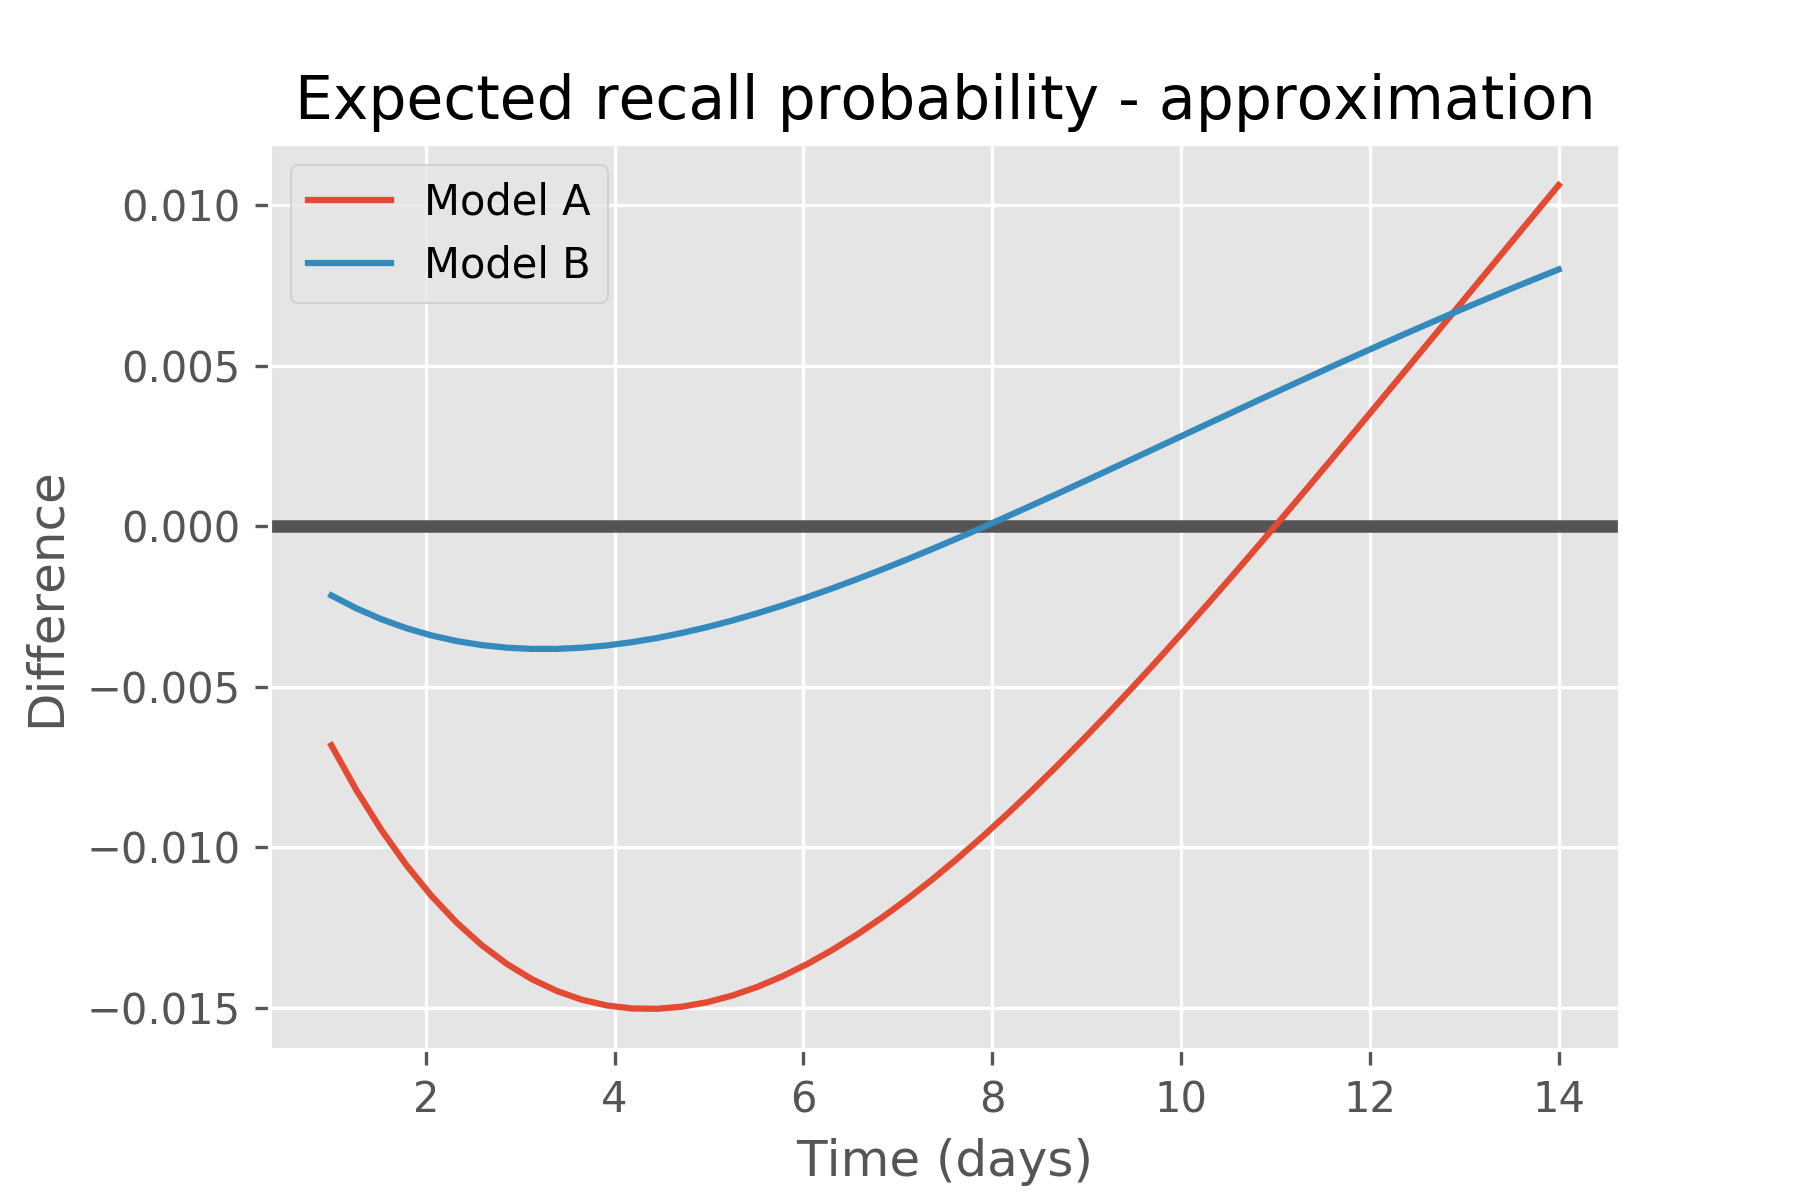 Expected recall probability - approximation
Model A
Model B
0.010
0.005
0.000
−0.005
−0.010
−0.015
Difference
2 4 6 8 10 12 14
Time (days)